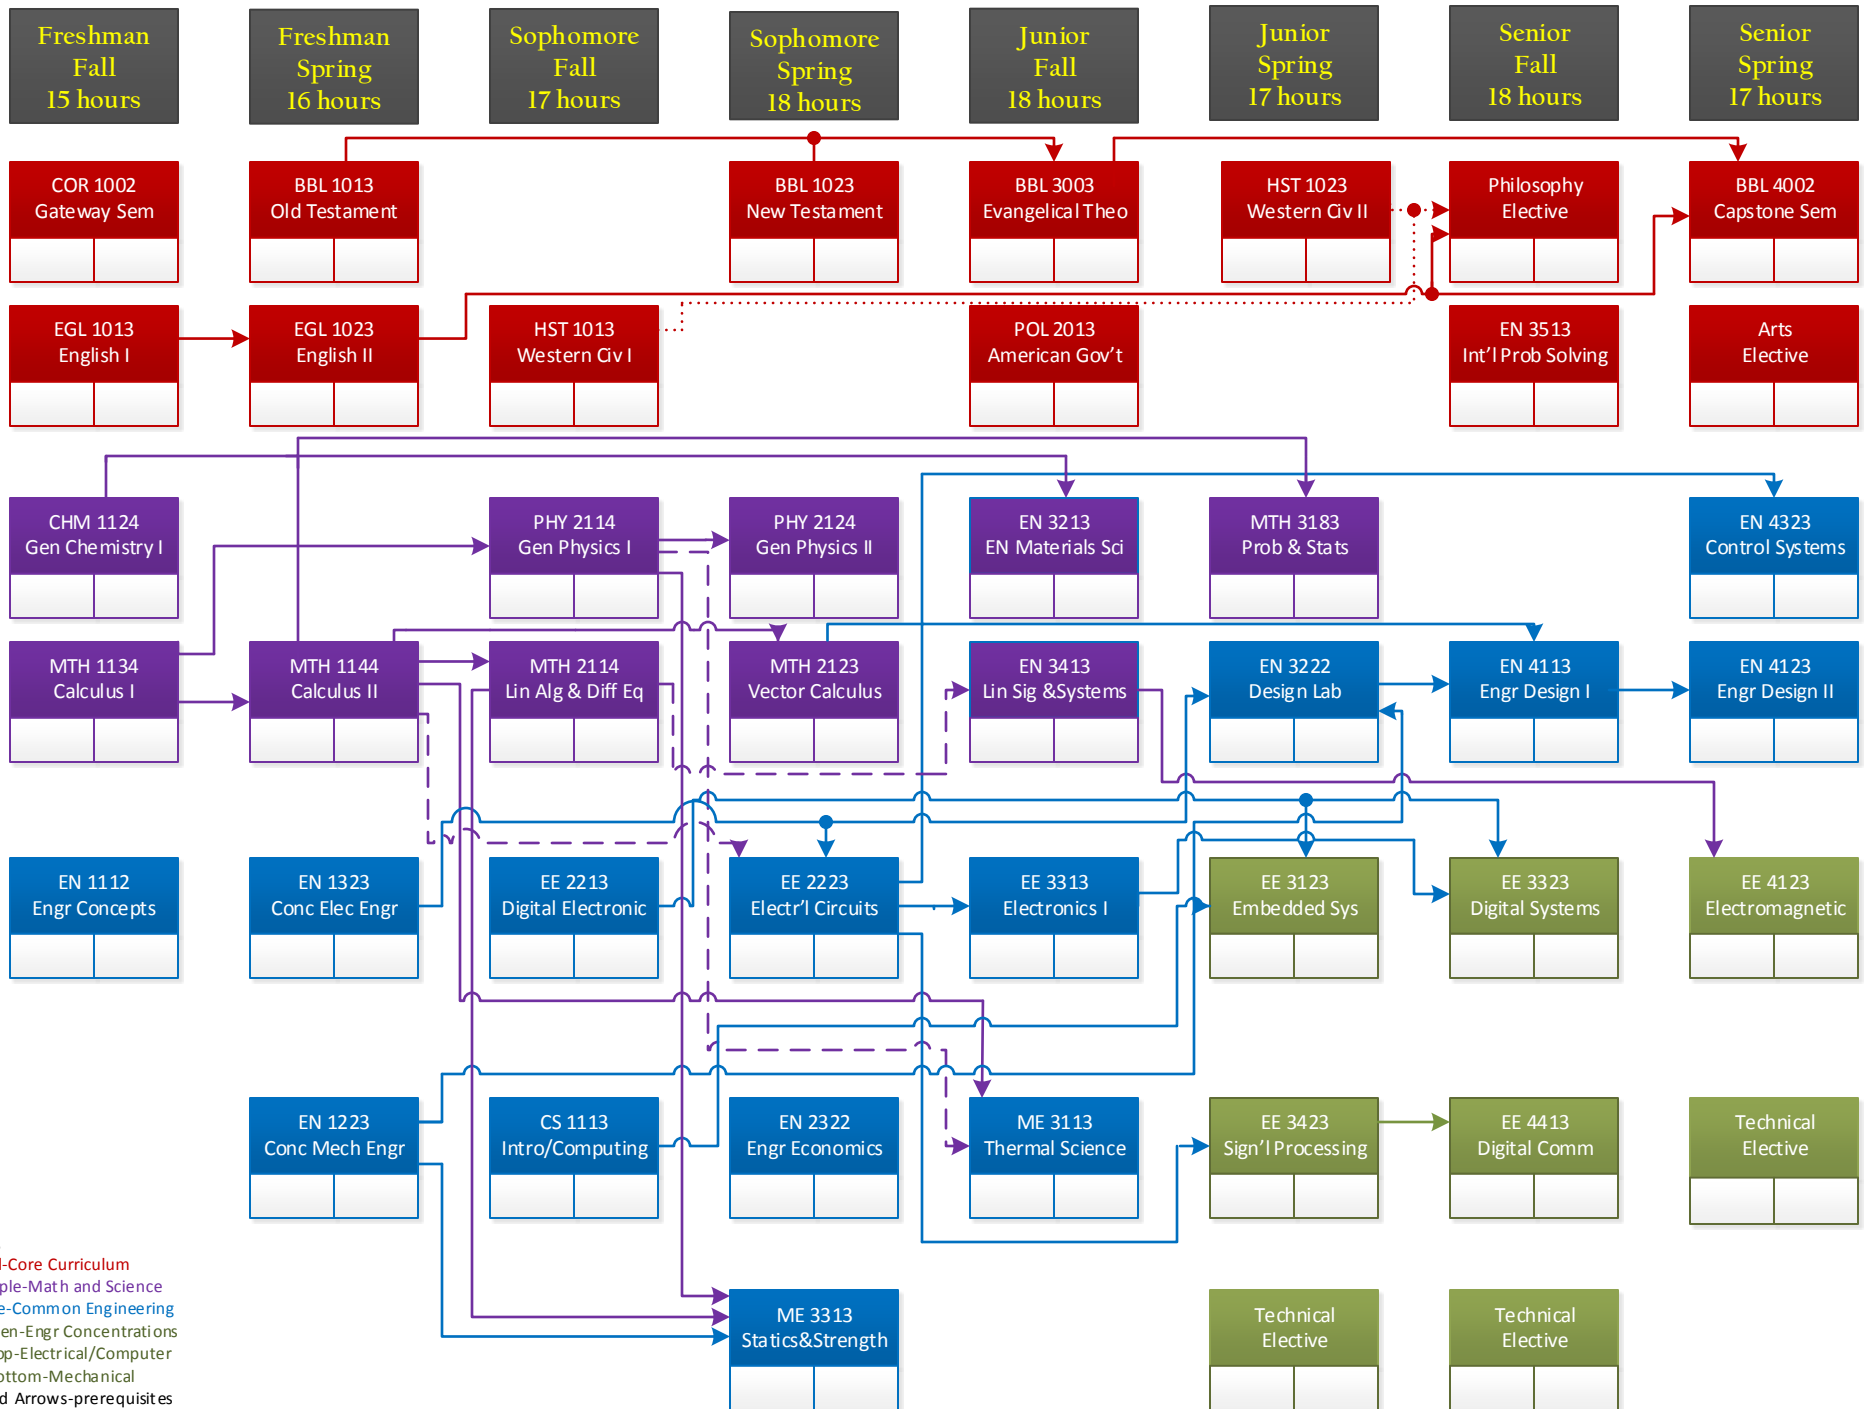 Freshman
Fall
15 hours
Freshman
Spring
16 hours
Sophomore
Fall
17 hours
Sophomore
Spring
18 hours
Junior
Fall
18 hours
Junior
Spring
17 hours
Senior
Fall
18 hours
Senior
Spring
17 hours
COR 1002
Gateway Sem
BBL 1013
Old Testament
BBL 1023
New Testament
BBL 3003
Evangelical Theo
HST 1023
Western Civ II
Philosophy
Elective
BBL 4002
Capstone Sem
EGL 1013
English I
EGL 1023
English II
HST 1013
Western Civ I
POL 2013
American Gov't
EN 3513
Int'l Prob Solving
Arts
Elective
CHM 1124
Gen Chemistry I
PHY 2114
Gen Physics I
PHY 2124
Gen Physics II
EN 3213
EN Materials Sci
MTH 3183
Prob & Stats
EN 4323
Control Systems
MTH 1134
Calculus I
MTH 1144
Calculus II
MTH 2114
Lin Alg & Diff Eq
MTH 2123
Vector Calculus
EN 3413
Lin Sig &Systems
EN 3222
Design Lab
EN 4113
Engr Design I
EN 4123
Engr Design II
EN 1112
Engr Concepts
EN 1323
Conc Elec Engr
EE 2213
Digital Electronic
EE 2223
Electr'l Circuits
EE 3313
Electronics I
EE 3123
Embedded Sys
EE 3323
Digital Systems
EE 4123
Electromagnetic
EN 1223
Conc Mech Engr
CS 1113
Intro/Computing
EN 2322
Engr Economics
ME 3113
Thermal Science
EE 3423
Sign'l Processing
EE 4413
Digital Comm
Technical
Elective
ME 3313
Statics&Strength
Technical
Elective
Technical
Elective
d-Core Curriculum
ple-Math and Science
e-Common Engineering
en-Engr Concentrations
op-Electrical/Computer
ottom-Mechanical
d Arrows-prerequisites